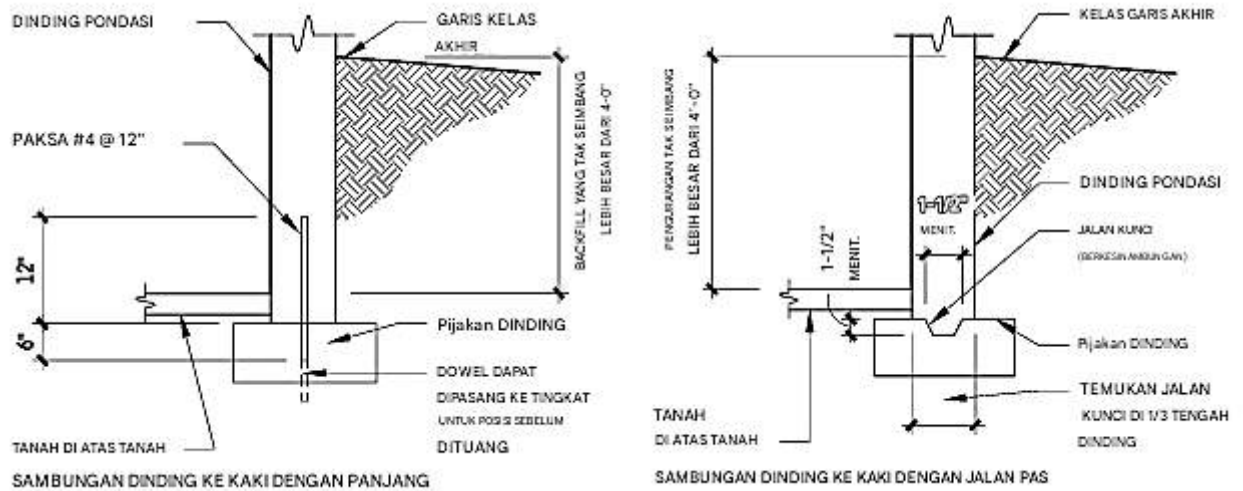 DINDING PONDASI
GARIS KELAS
AKHIR
PAKSA #4 @ 12"
BACKFILL YANG TAK SEIMBANG
LEBIH BESAR DARI 4-0"
12"
6"
Pijakan DINDING
DOWEL DAPAT
DIPASANG KE TINGKAT
UNTUK POSISI SEBELUM
DITUANG
TANAH DI ATAS TANAH
SAMBUNGAN DINDING KE KAKI DENGAN PANJANG
KELAS GARIS AKHIR
PENGURANGAN TAK SEIMBANG
LEBIH BESAR DARI 4'-0"
DINDING PONDASI
1-1/2"
MENIT.
1-1/2"
MENIT.
JALAN KUNCI
(BERKESINAMBUNGAN)
Pijakan DINDING
TEMUKAN JALAN
KUNCI DI 1/3 TENGAH
DINDING
TANAH
DI ATAS TANAH
SAMBUNGAN DINDING KE KAKI DENGAN JALAN PAS